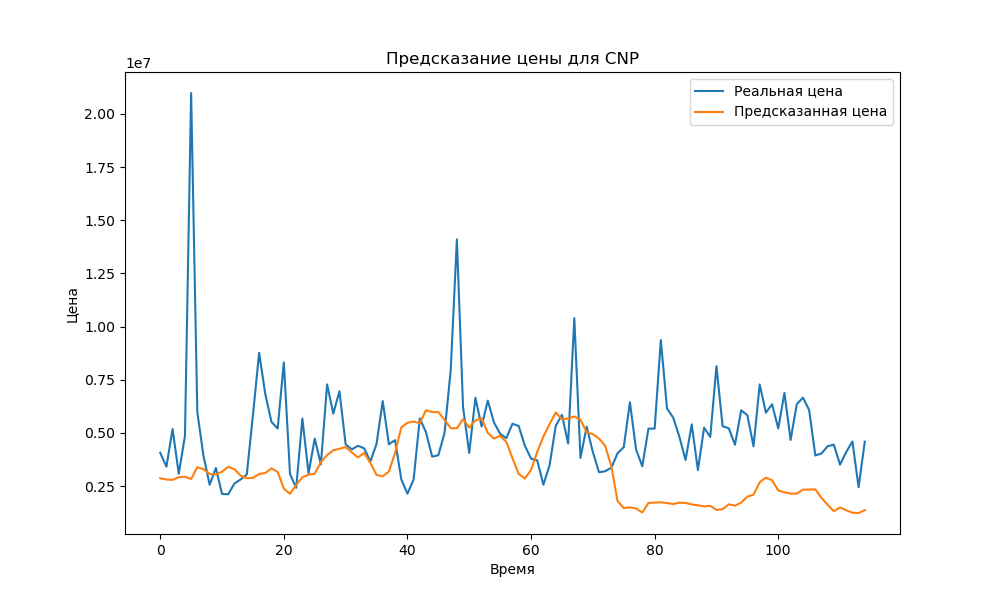 Предсказание цены для CNP
1e7
Реальная цена
Предсказанная цена
2.00
1.75
1.50
1.25
1.00
0.75
0.50
0.25
Цена
0 20 40 60 80 100
Время